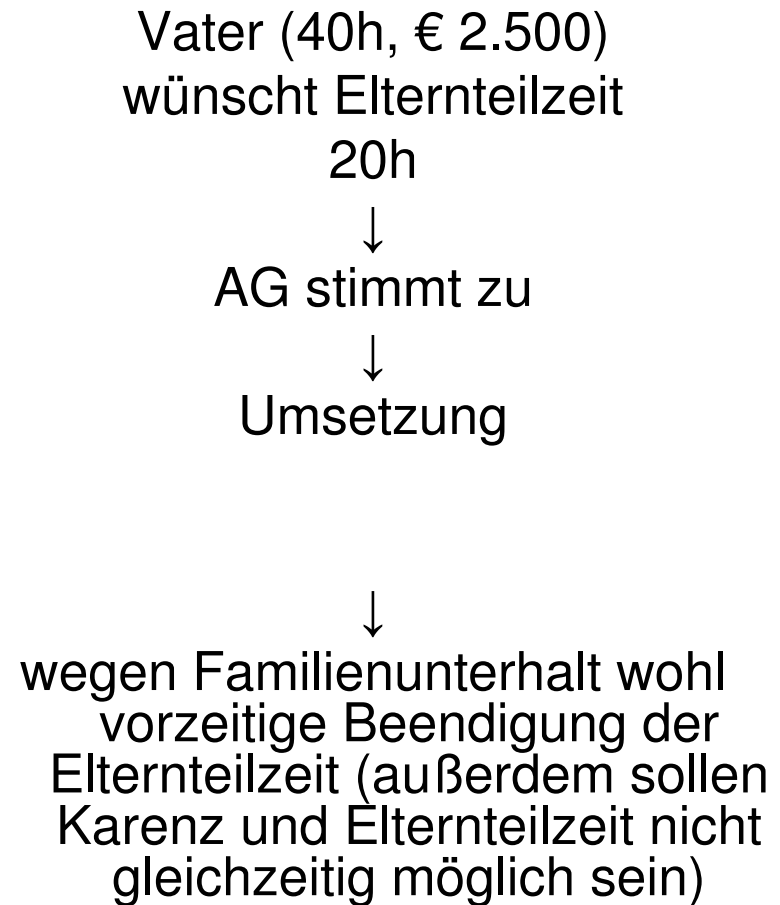 Vater (40h, € 2.500)
wünscht Elternteilzeit
20h
↓
AG stimmt zu
↓
Umsetzung
↓
wegen Familienunterhalt wohl
vorzeitige Beendigung der
Elternteilzeit (außerdem sollen
Karenz und Elternteilzeit nicht
gleichzeitig möglich sein)